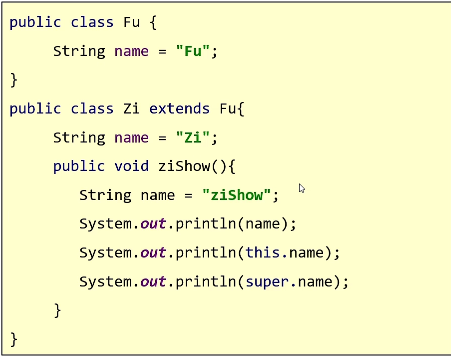 public class Fu {
String name = "Fu";
}
public class Zi extends Fu{
String name = "Zi";
public void ziShow(){
String name = "ziShow";
System.out.println(name);
System.out.println(this.name);
System.out.println(super.name);
}
}